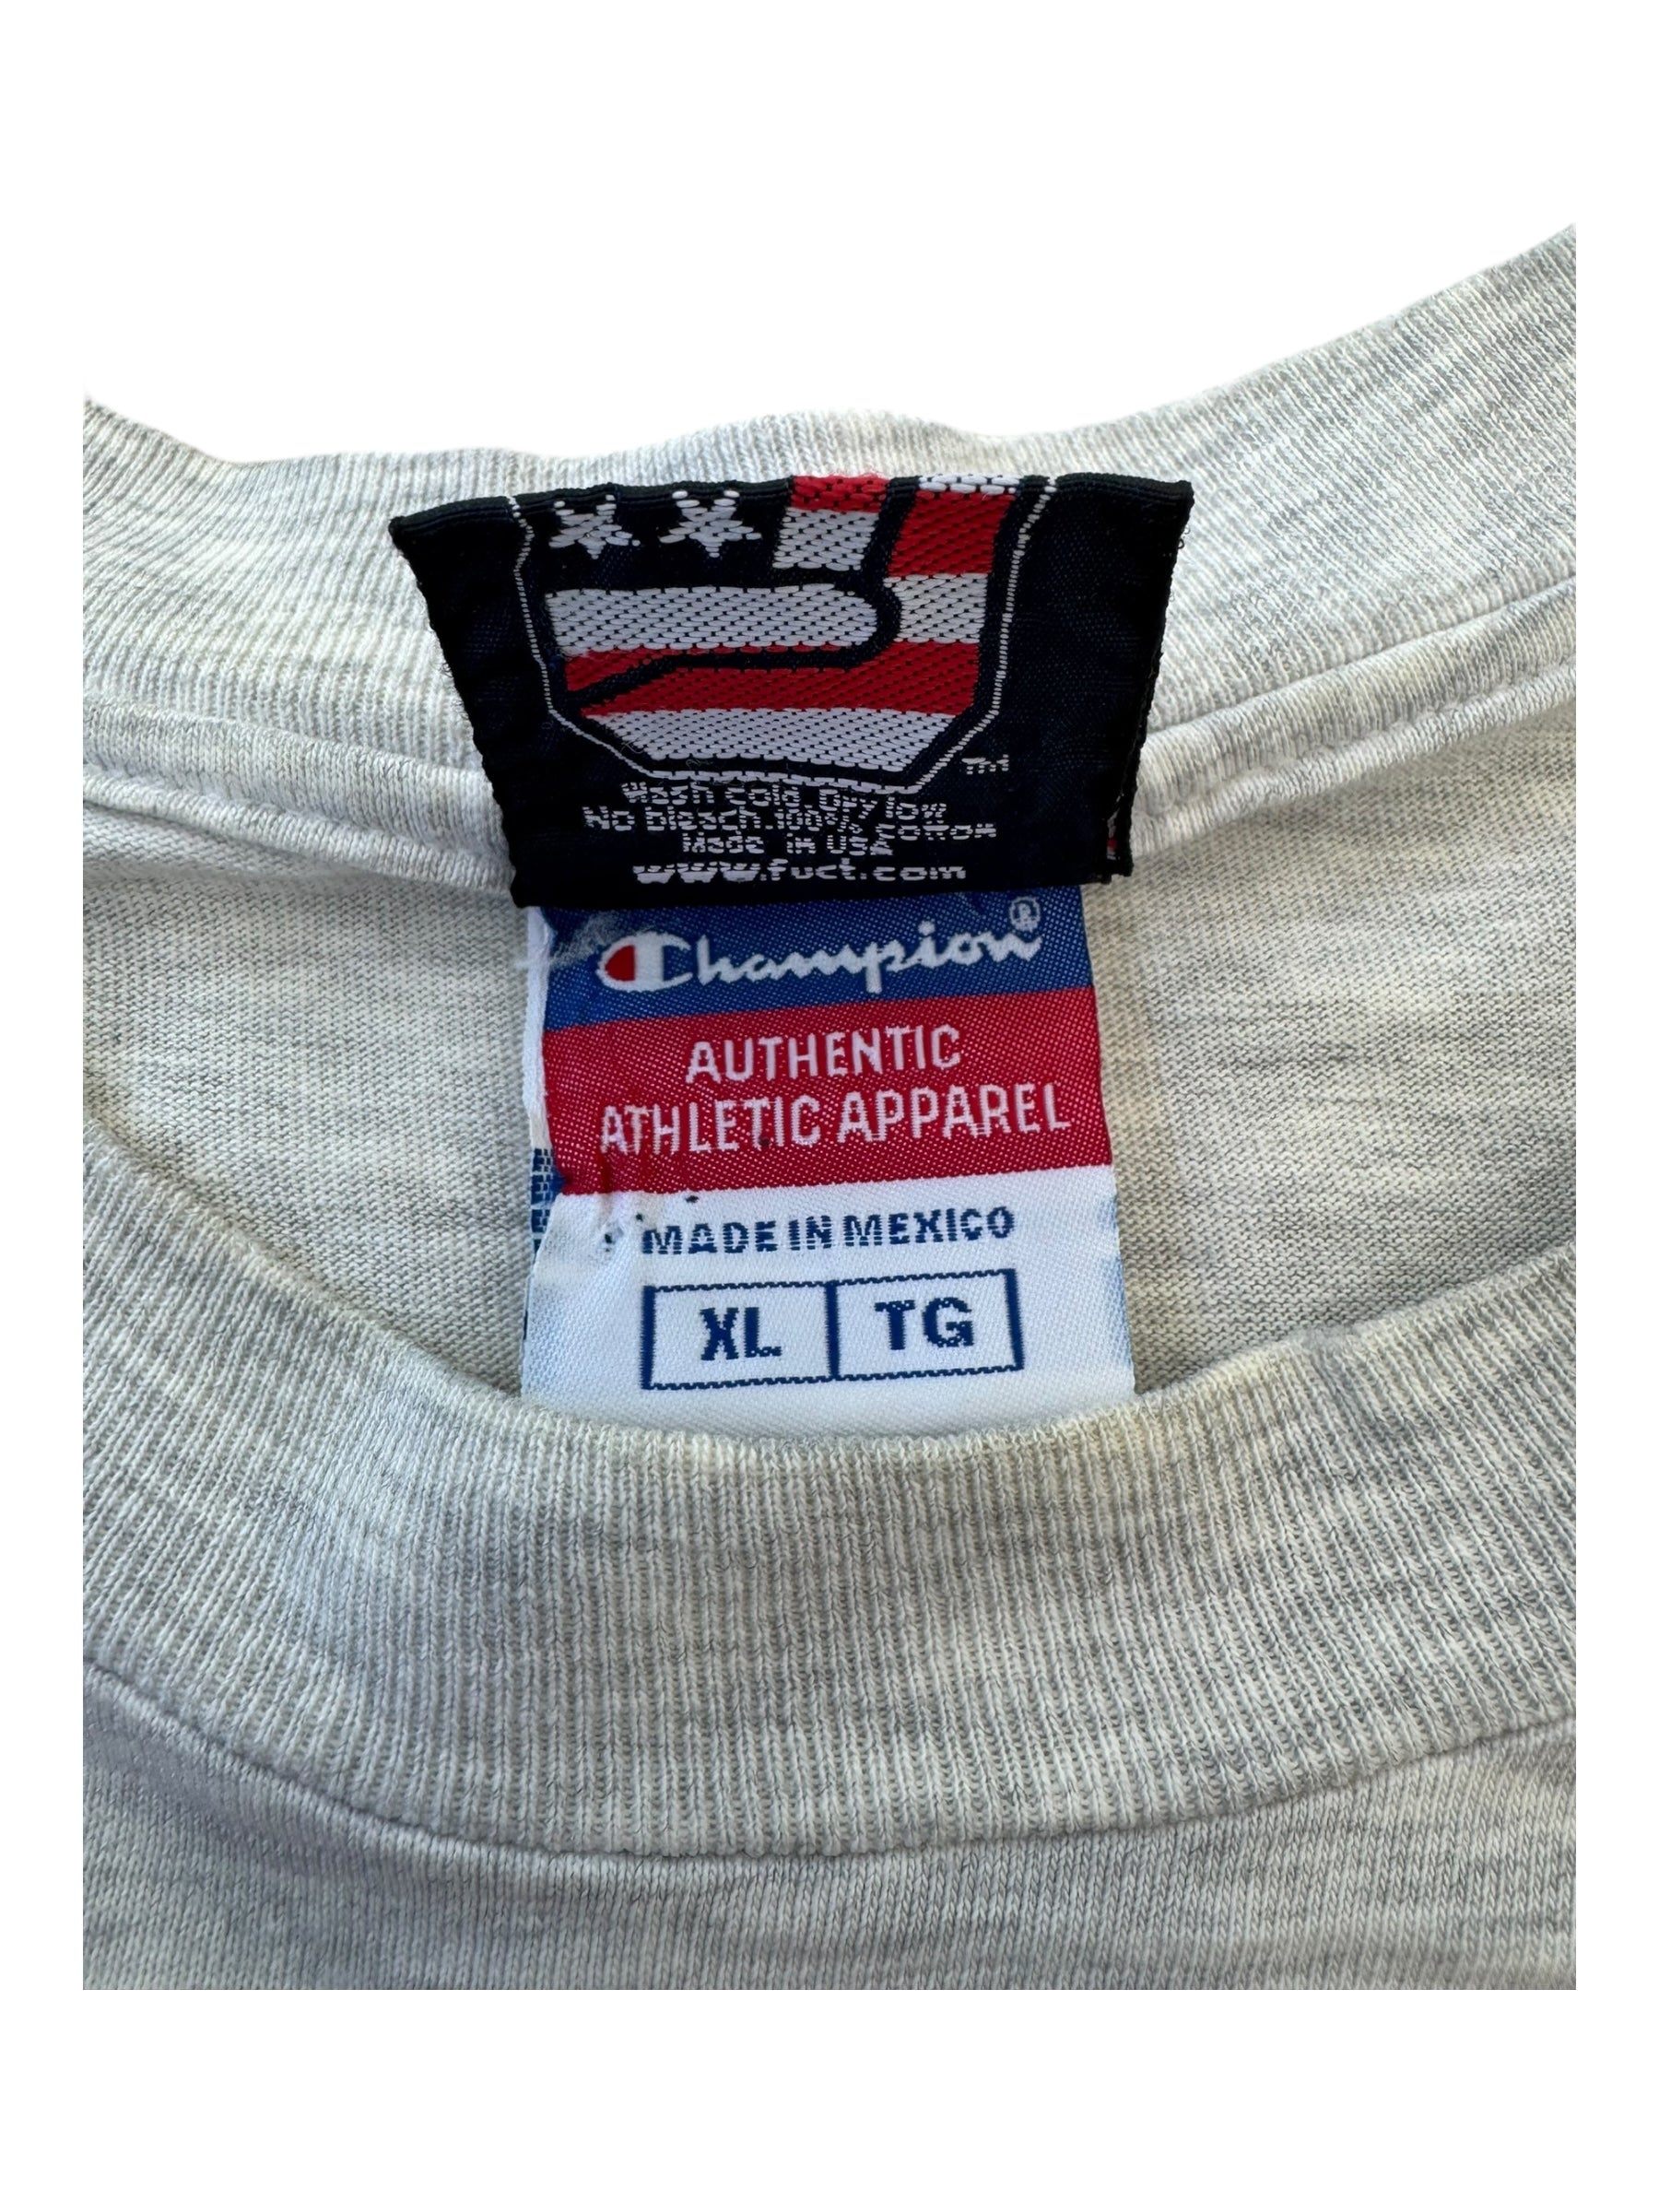 TM
Wash cold. Dry low
No bleach. 100% cotton
Made in USA
www.fuct.com
Champion®
AUTHENTIC
ATHLETIC APPAREL
MADE IN MEXICO
XL TG